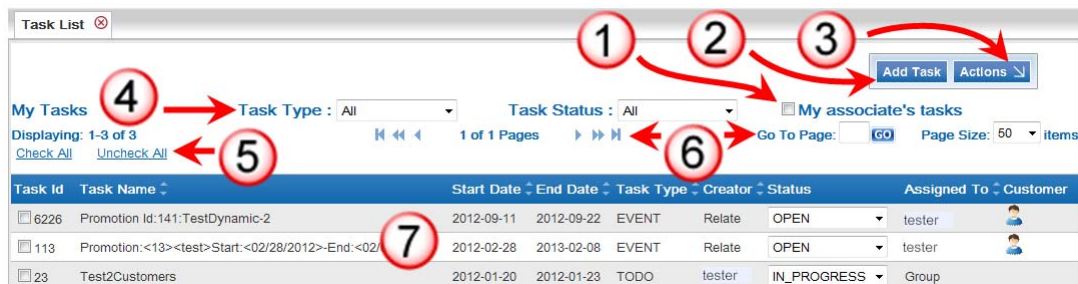 Task List
1 2 3
Add Task Actions
My Tasks 4 Task Type : All Task Status : All My associate's tasks
Displaying: 1-3 of 3 1 of 1 Pages 6 Go To Page: GO Page Size: 50 items
Check All Uncheck All 5
Task Id Task Name Start Date End Date Task Type Creator Status Assigned To Customer
6226 Promotion Id:141:TestDynamic-2 2012-09-11 2012-09-22 EVENT Relate OPEN tester
113 Promotion:<13><test>Start:<02/28/2012>-End:<02/ 7 2012-02-28 2013-02-08 EVENT Relate OPEN tester
23 Test2Customers 2012-01-20 2012-01-23 TODO tester IN_PROGRESS Group